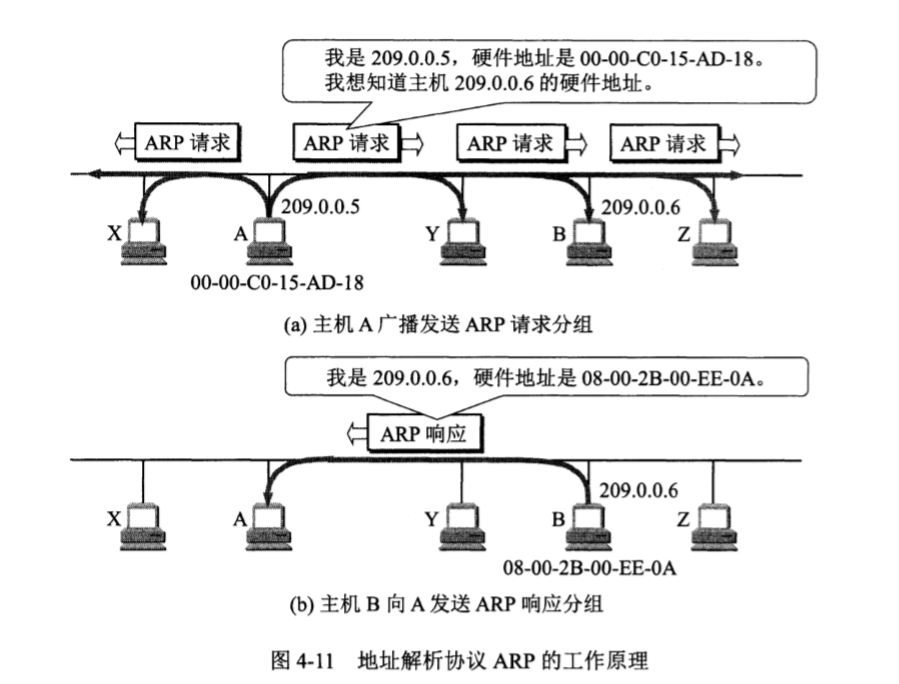 我是 209.0.0.5，硬件地址是 00-00-C0-15-AD-18。
我想知道主机 209.0.0.6 的硬件地址。
ARP 请求
ARP 请求
ARP 请求
ARP 请求
209.0.0.5
209.0.0.6
X
A
Y
B
Z
00-00-C0-15-AD-18
(a) 主机 A 广播发送 ARP 请求分组
我是 209.0.0.6，硬件地址是 08-00-2B-00-EE-0A。
ARP 响应
209.0.0.6
X
A
Y
B
Z
08-00-2B-00-EE-0A
(b) 主机 B 向 A 发送 ARP 响应分组
图 4-11 地址解析协议 ARP 的工作原理